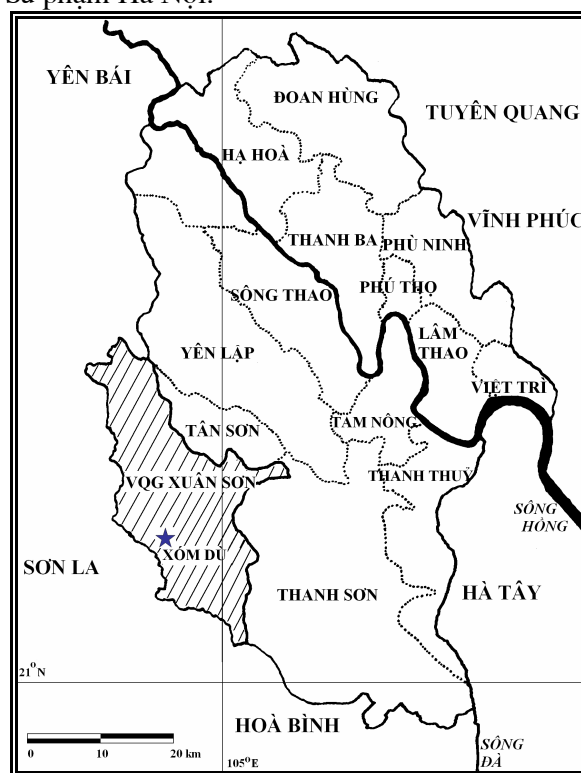 Sư phạm Hà Nội.
YÊN BÁI
ĐOAN HÙNG
TUYÊN QUANG
HẠ HOÀ
VĨNH PHÚC
THANH BA
PHÙ NINH
PHÚ THỌ
SÔNG THAO
LÂM
THAO
YÊN LẬP
VIỆT TRÌ
TÂN SƠN
TAM NÔNG
THANH THUỶ
VQG XUÂN SƠN
SÔNG
HỒNG
XÓM DÙ
SƠN LA
THANH SƠN
HÀ TÂY
21°N
HOÀ BÌNH
0 10 20 km
105°E
SÔNG
ĐÀ